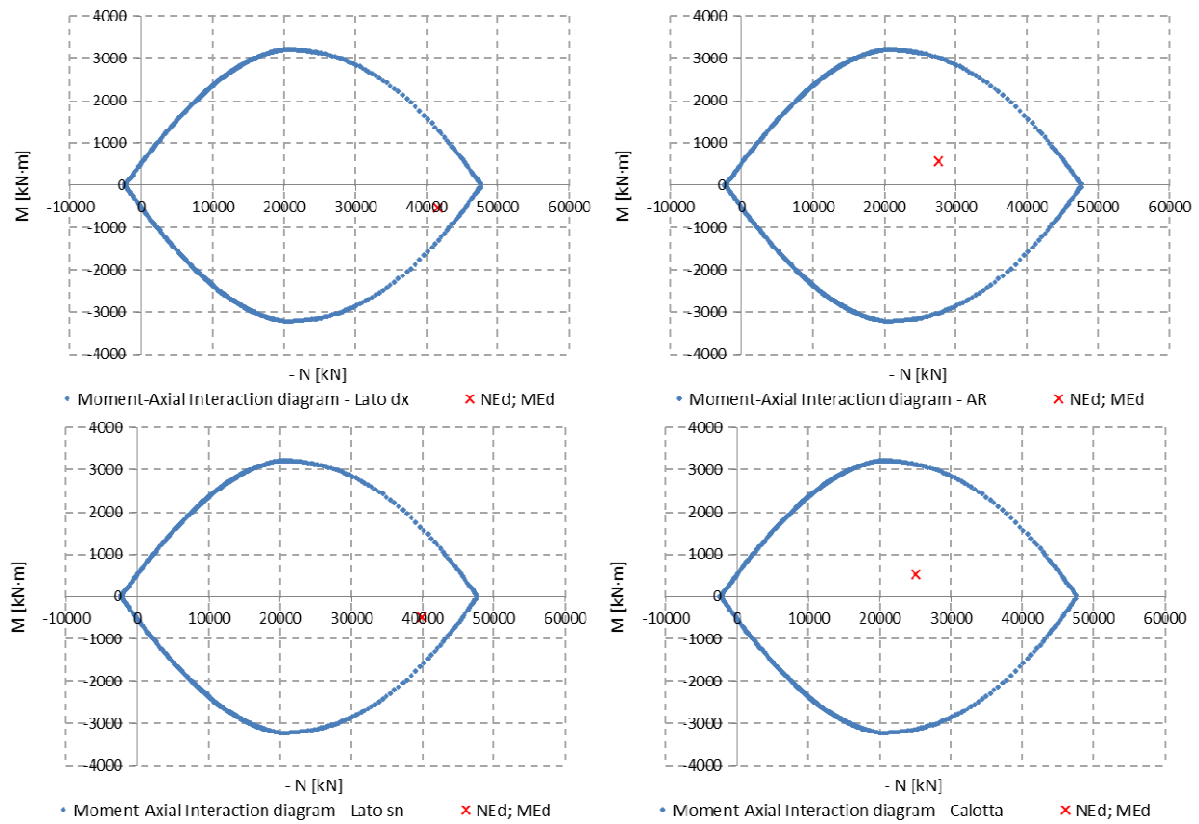 4000
3000
2000
1000
0
-1000
-2000
-3000
-4000
-10000 0 10000 20000 30000 40000 50000 60000
M [kN·m]
- N [kN]
Moment-Axial Interaction diagram - Lato dx × NEd; MEd
4000
3000
2000
1000
0
-1000
-2000
-3000
-4000
-10000 0 10000 20000 30000 40000 50000 60000
M [kN·m]
- N [kN]
Moment-Axial Interaction diagram - AR × NEd; MEd
4000
3000
2000
1000
0
-1000
-2000
-3000
-4000
-10000 0 10000 20000 30000 40000 50000 60000
M [kN·m]
- N [kN]
Moment Axial Interaction diagram Lato sn × NEd; MEd
4000
3000
2000
1000
0
-1000
-2000
-3000
-4000
-10000 0 10000 20000 30000 40000 50000 60000
M [kN·m]
- N [kN]
Moment Axial Interaction diagram Calotta × NEd; MEd